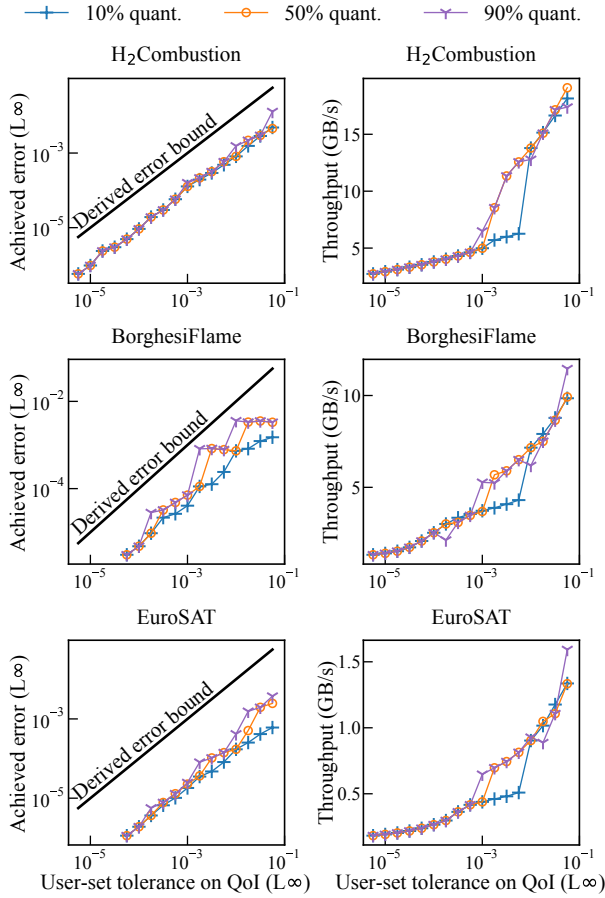 10% quant. 50% quant. 90% quant.
H₂Combustion
H₂Combustion
Achieved error (L∞)
10⁻³
10⁻⁵
Derived error bound
10⁻⁵ 10⁻³ 10⁻¹
Throughput (GB/s)
15
10
5
10⁻⁵ 10⁻³ 10⁻¹
BorghesiFlame
BorghesiFlame
Achieved error (L∞)
10⁻²
10⁻⁴
Derived error bound
10⁻⁵ 10⁻³ 10⁻¹
Throughput (GB/s)
10
5
10⁻⁵ 10⁻³ 10⁻¹
EuroSAT
EuroSAT
Achieved error (L∞)
10⁻³
10⁻⁵
Derived error bound
10⁻⁵ 10⁻³ 10⁻¹
User-set tolerance on QoI (L∞)
Throughput (GB/s)
1.5
1.0
0.5
10⁻⁵ 10⁻³ 10⁻¹
User-set tolerance on QoI (L∞)